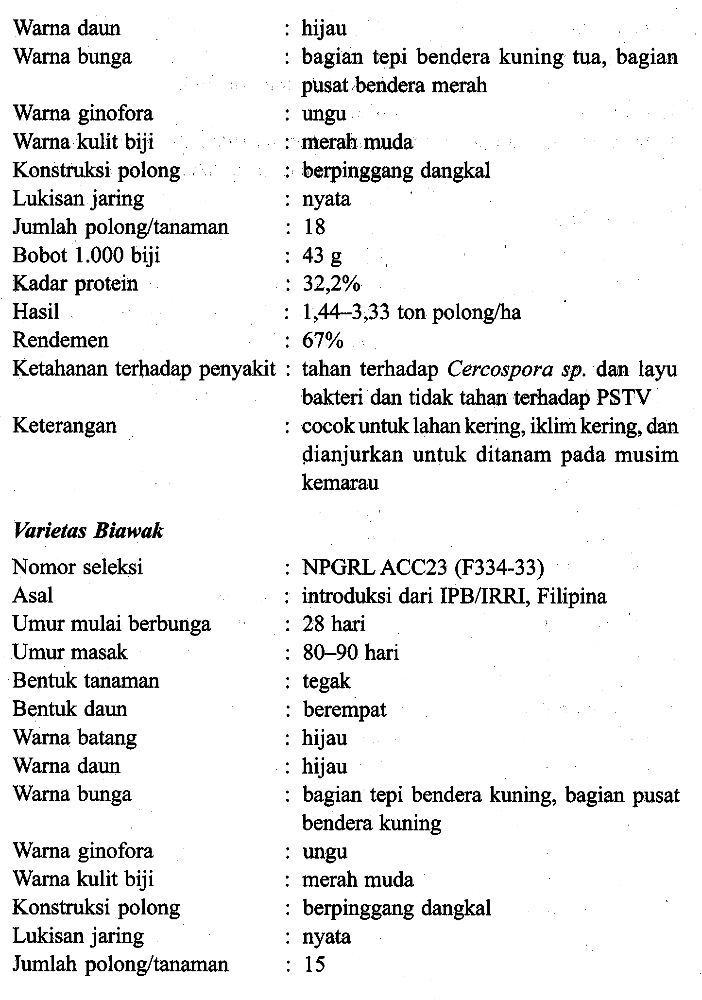 Warna daun : hijau
Warna bunga : bagian tepi bendera kuning tua, bagian
pusat bendera merah
Warna ginofora : ungu
Warna kulit biji : merah muda
Konstruksi polong : berpinggang dangkal
Lukisan jaring : nyata
Jumlah polong/tanaman : 18
Bobot 1.000 biji : 43 g
Kadar protein : 32,2%
Hasil : 1,44–3,33 ton polong/ha
Rendemen : 67%
Ketahanan terhadap penyakit : tahan terhadap Cercospora sp. dan layu
bakteri dan tidak tahan terhadap PSTV
Keterangan : cocok untuk lahan kering, iklim kering, dan
dianjurkan untuk ditanam pada musim
kemarau
Varietas Biawak
Nomor seleksi : NPGRL ACC23 (F334-33)
Asal : introduksi dari IPB/IRRI, Filipina
Umur mulai berbunga : 28 hari
Umur masak : 80–90 hari
Bentuk tanaman : tegak
Bentuk daun : berempat
Warna batang : hijau
Warna daun : hijau
Warna bunga : bagian tepi bendera kuning, bagian pusat
bendera kuning
Warna ginofora : ungu
Warna kulit biji : merah muda
Konstruksi polong : berpinggang dangkal
Lukisan jaring : nyata
Jumlah polong/tanaman : 15